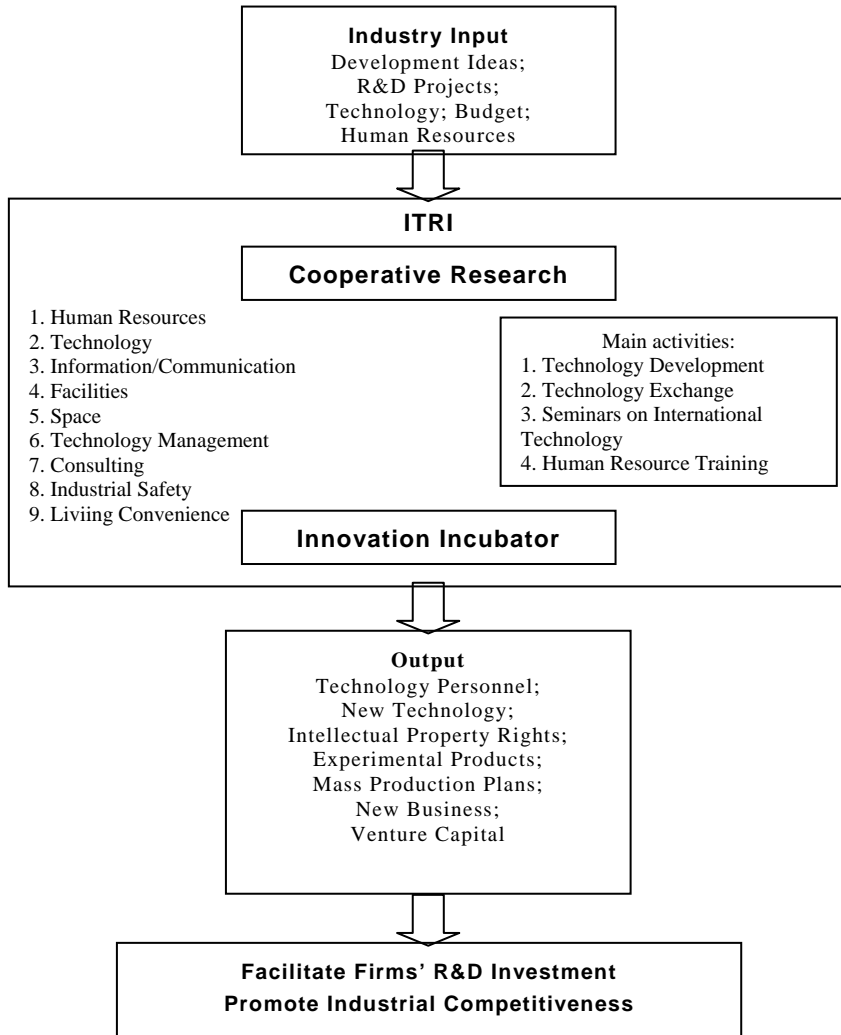 Industry Input
Development Ideas;
R&D Projects;
Technology; Budget;
Human Resources
ITRI
Cooperative Research
1. Human Resources
2. Technology
3. Information/Communication
4. Facilities
5. Space
6. Technology Management
7. Consulting
8. Industrial Safety
9. Liviing Convenience
Main activities:
1. Technology Development
2. Technology Exchange
3. Seminars on International
Technology
4. Human Resource Training
Innovation Incubator
Output
Technology Personnel;
New Technology;
Intellectual Property Rights;
Experimental Products;
Mass Production Plans;
New Business;
Venture Capital
Facilitate Firms’ R&D Investment
Promote Industrial Competitiveness